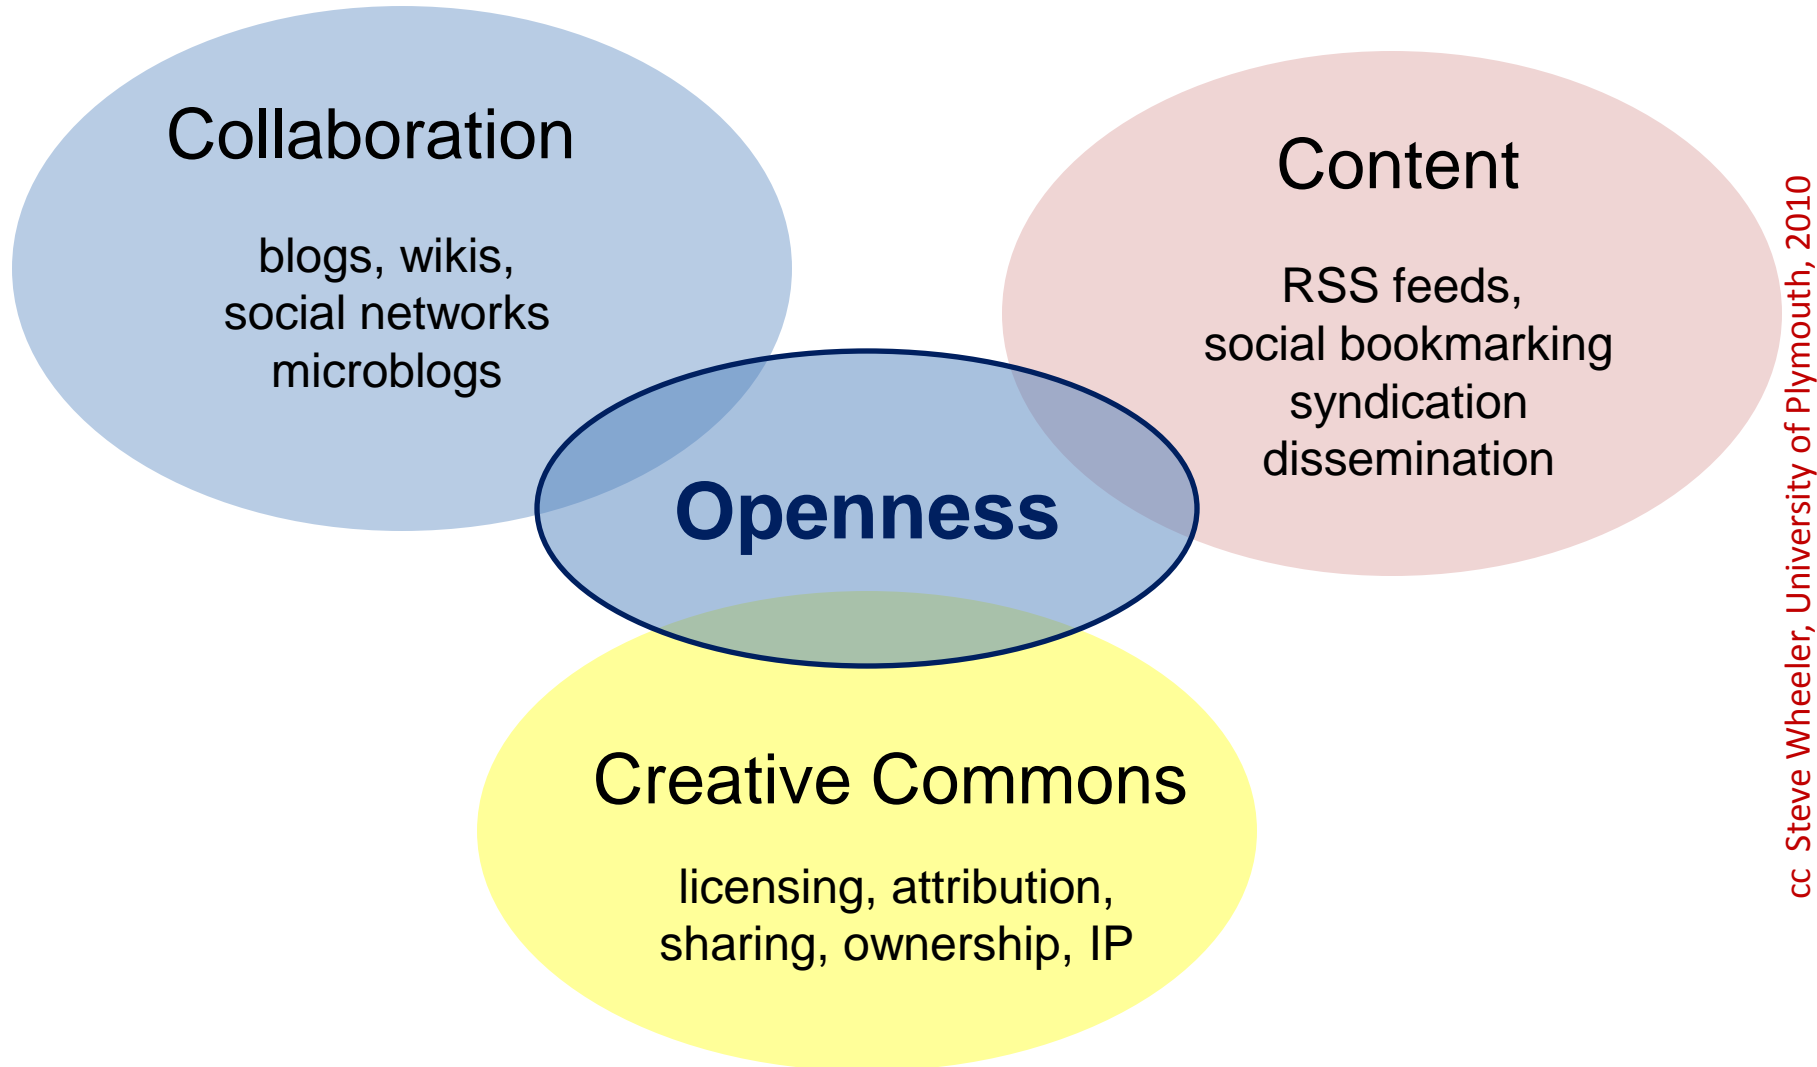 Collaboration
blogs, wikis,
social networks
microblogs
Content
RSS feeds,
social bookmarking
syndication
dissemination
Openness
Creative Commons
licensing, attribution,
sharing, ownership, IP
cc Steve Wheeler, University of Plymouth, 2010